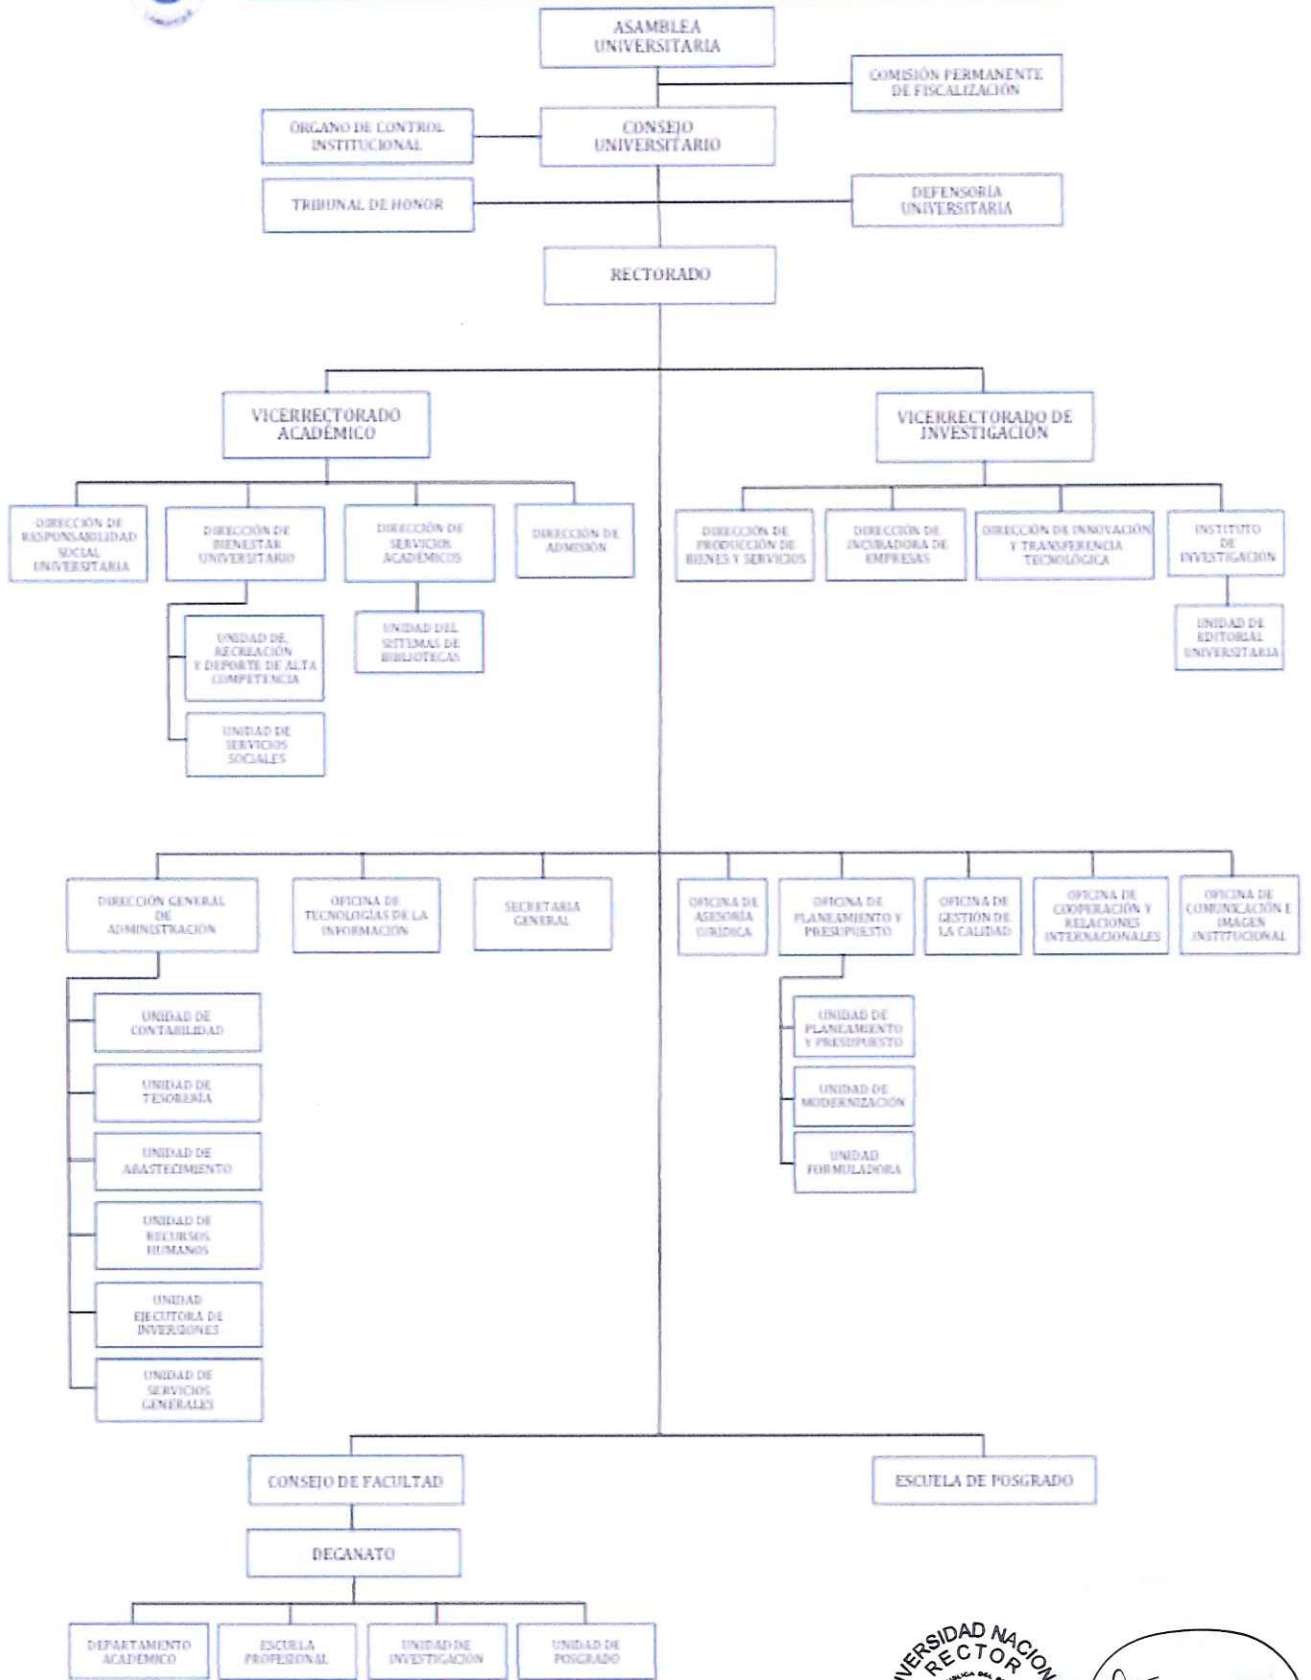 ASAMBLEA
UNIVERSITARIA
COMISIÓN PERMANENTE
DE FISCALIZACIÓN
ÓRGANO DE CONTROL
INSTITUCIONAL
CONSEJO
UNIVERSITARIO
TRIBUNAL DE HONOR
DEFENSORÍA
UNIVERSITARIA
RECTORADO
VICERRECTORADO
ACADÉMICO
VICERRECTORADO DE
INVESTIGACIÓN
DIRECCIÓN DE
RESPONSABILIDAD
SOCIAL
UNIVERSITARIA
DIRECCIÓN DE
BIENESTAR
UNIVERSITARIO
DIRECCIÓN DE
SERVICIOS
ACADÉMICOS
DIRECCIÓN DE
ADMISIÓN
DIRECCIÓN DE
PRODUCCIÓN DE
BIENES Y SERVICIOS
DIRECCIÓN DE
INCUBADORA DE
EMPRESAS
DIRECCIÓN DE INNOVACIÓN
Y TRANSFERENCIA
TECNOLÓGICA
INSTITUTO
DE
INVESTIGACIÓN
UNIDAD DE
RECREACIÓN
Y DEPORTE DE ALTA
COMPETENCIA
UNIDAD DEL
SISTEMAS DE
BIBLIOTECAS
UNIDAD DE
EDITORIAL
UNIVERSITARIA
UNIDAD DE
SERVICIOS
SOCIALES
DIRECCIÓN GENERAL
DE
ADMINISTRACIÓN
OFICINA DE
TECNOLOGÍAS DE LA
INFORMACIÓN
SECRETARIA
GENERAL
OFICINA DE
ASESORÍA
JURÍDICA
OFICINA DE
PLANEAMIENTO Y
PRESUPUESTO
OFICINA DE
GESTIÓN DE
LA CALIDAD
OFICINA DE
COOPERACIÓN Y
RELACIONES
INTERNACIONALES
OFICINA DE
COMUNICACIÓN E
IMAGEN
INSTITUCIONAL
UNIDAD DE
CONTABILIDAD
UNIDAD DE
TESORERÍA
UNIDAD DE
ABASTECIMIENTO
UNIDAD DE
RECURSOS
HUMANOS
UNIDAD
EJECUTORA DE
INVERSIONES
UNIDAD DE
SERVICIOS
GENERALES
UNIDAD DE
PLANEAMIENTO
Y PRESUPUESTO
UNIDAD DE
MODERNIZACIÓN
UNIDAD
FORMULADORA
CONSEJO DE FACULTAD
ESCUELA DE POSGRADO
DECANATO
DEPARTAMENTO
ACADÉMICO
ESCUELA
PROFESIONAL
UNIDAD DE
INVESTIGACIÓN
UNIDAD DE
POSGRADO
RECTOR